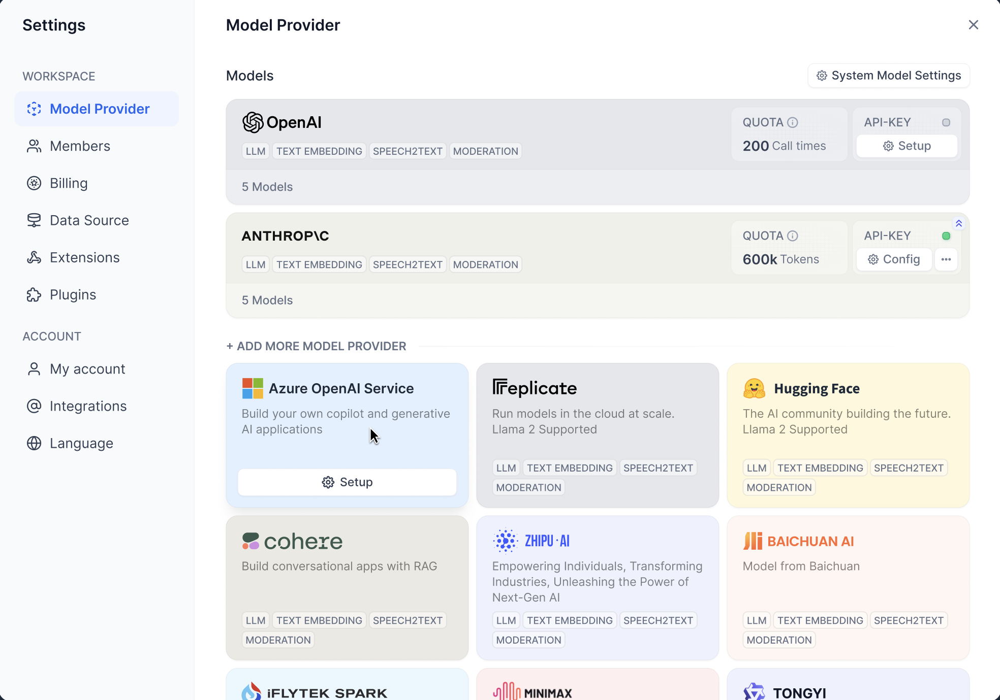 Settings
WORKSPACE
Model Provider
Members
Billing
Data Source
Extensions
Plugins
ACCOUNT
My account
Integrations
Language
Model Provider
Models
System Model Settings
OpenAI
LLM TEXT EMBEDDING SPEECH2TEXT MODERATION
QUOTA
200 Call times
API-KEY
Setup
5 Models
ANTHROP\C
LLM TEXT EMBEDDING SPEECH2TEXT MODERATION
QUOTA
600k Tokens
API-KEY
Config
5 Models
+ ADD MORE MODEL PROVIDER
Azure OpenAI Service
Build your own copilot and generative
AI applications
Setup
Replicate
Run models in the cloud at scale.
Llama 2 Supported
LLM TEXT EMBEDDING SPEECH2TEXT
MODERATION
Hugging Face
The AI community building the future.
Llama 2 Supported
LLM TEXT EMBEDDING SPEECH2TEXT
MODERATION
cohere
Build conversational apps with RAG
LLM TEXT EMBEDDING SPEECH2TEXT
MODERATION
ZHIPU·AI
Empowering Individuals, Transforming
Industries, Unleashing the Power of
Next-Gen AI
LLM TEXT EMBEDDING SPEECH2TEXT
MODERATION
BAICHUAN AI
Model from Baichuan
LLM TEXT EMBEDDING SPEECH2TEXT
MODERATION
iFLYTEK SPARK
MINIMAX
TONGYI